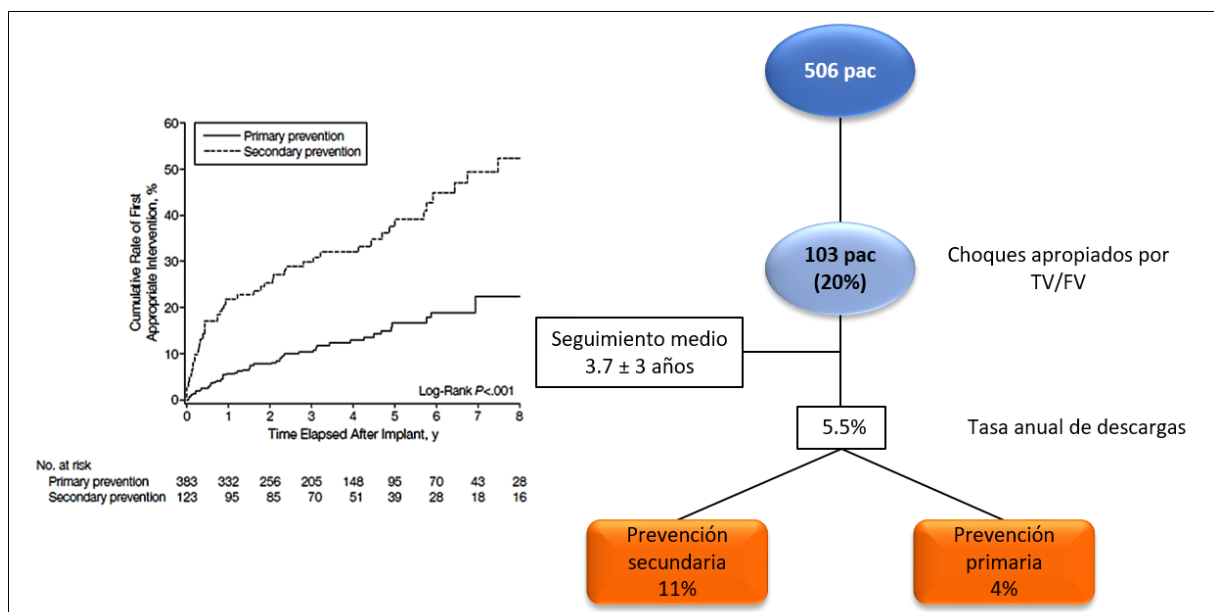 60
50
40
30
20
10
0
Cumulative Rate of First
Appropriate Intervention, %
Primary prevention
Secondary prevention
Log-Rank P<.001
0 1 2 3 4 5 6 7 8
Time Elapsed After Implant, y
No. at risk
Primary prevention 383 332 256 205 148 95 70 43 28
Secondary prevention 123 95 85 70 51 39 28 18 16
506 pac
103 pac
(20%)
Choques apropiados por
TV/FV
Seguimiento medio
3.7 ± 3 años
5.5%
Tasa anual de descargas
Prevención
secundaria
11%
Prevención
primaria
4%